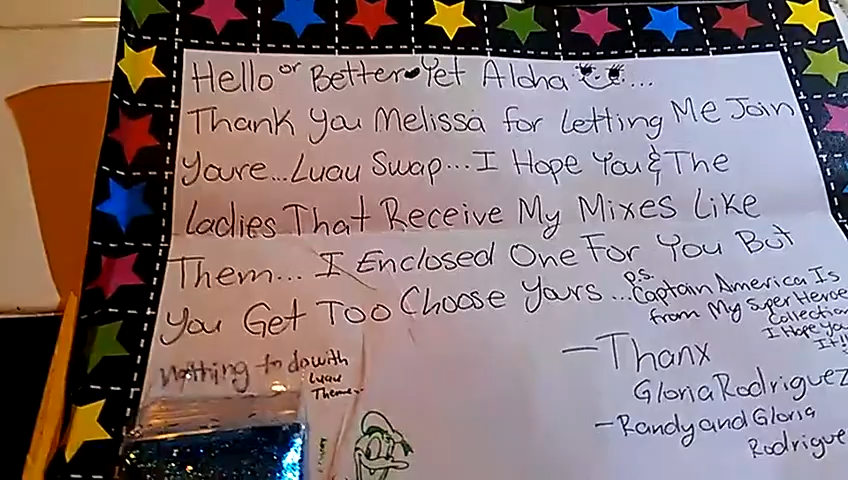 Hello or Better Yet Aloha...
Thank You Melissa for Letting Me Join
Youre... Luau Swap... I Hope You & The
Ladies That Receive My Mixes Like
Them... I Enclosed One For You But
You Get Too Choose Yours...
P.S.
Captain America Is
from My Super Heroe
Collection
I Hope You
It!!
- Thanx
Gloria Rodriguez
- Randy and Gloria
Rodrigue
Nothing to do with
Luau
Theme..